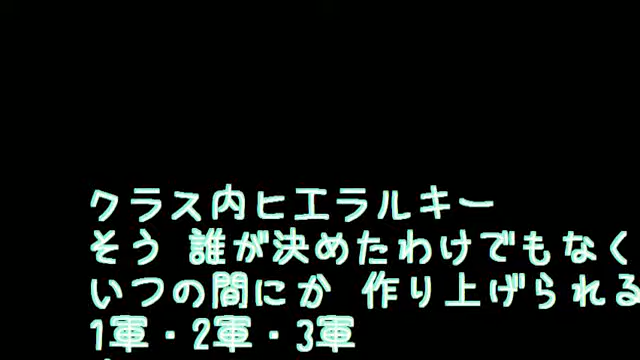 クラス内ヒエラルキー
そう 誰が決めたわけでもなく
いつの間にか 作り上げられる
1軍・2軍・3軍